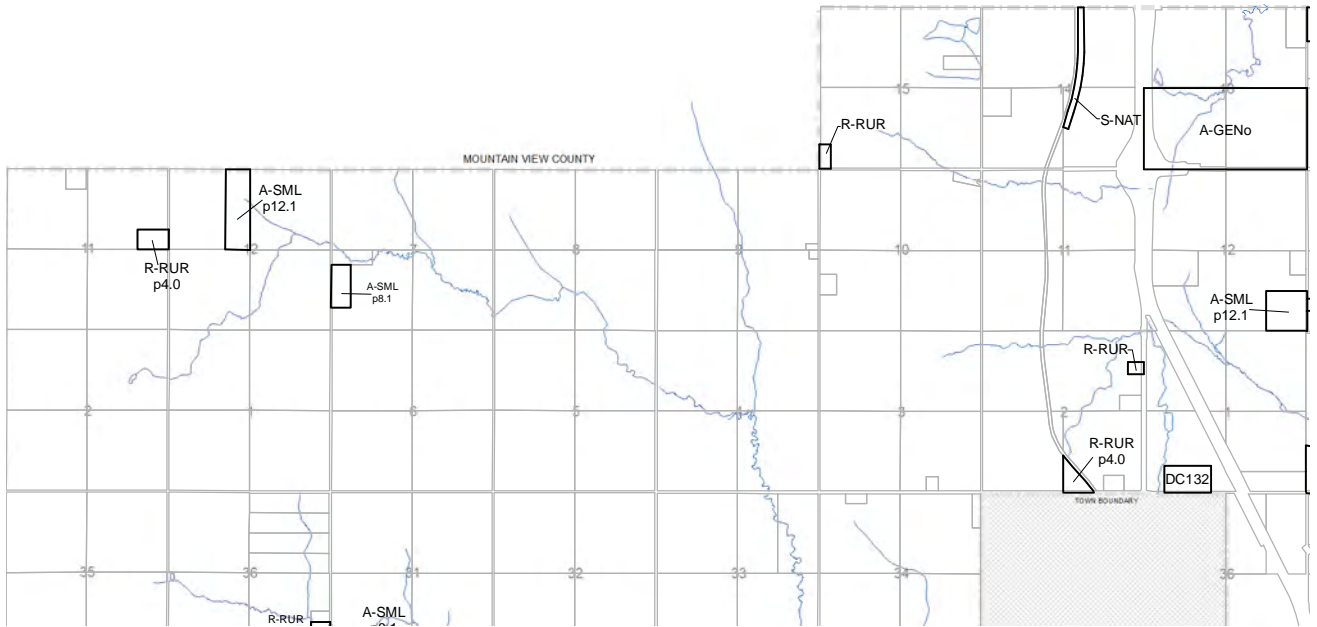 15
14
13
S-NAT
A-GENo
R-RUR
MOUNTAIN VIEW COUNTY
A-SML
p12.1
11
12
7
8
9
10
11
12
R-RUR
p4.0
A-SML
p8.1
A-SML
p12.1
R-RUR
2
1
6
5
4
3
2
1
R-RUR
p4.0
DC132
TOWN BOUNDARY
35
36
31
32
33
34
36
R-RUR
A-SML